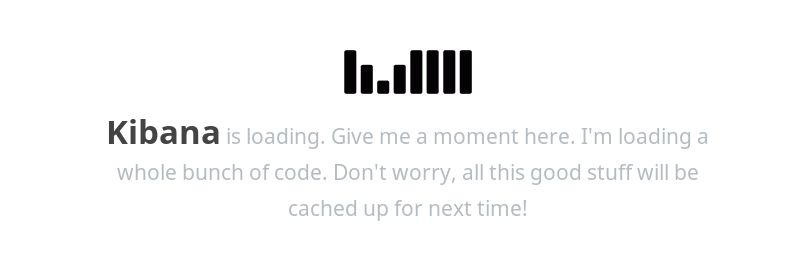 Kibana is loading. Give me a moment here. I'm loading a
whole bunch of code. Don't worry, all this good stuff will be
cached up for next time!